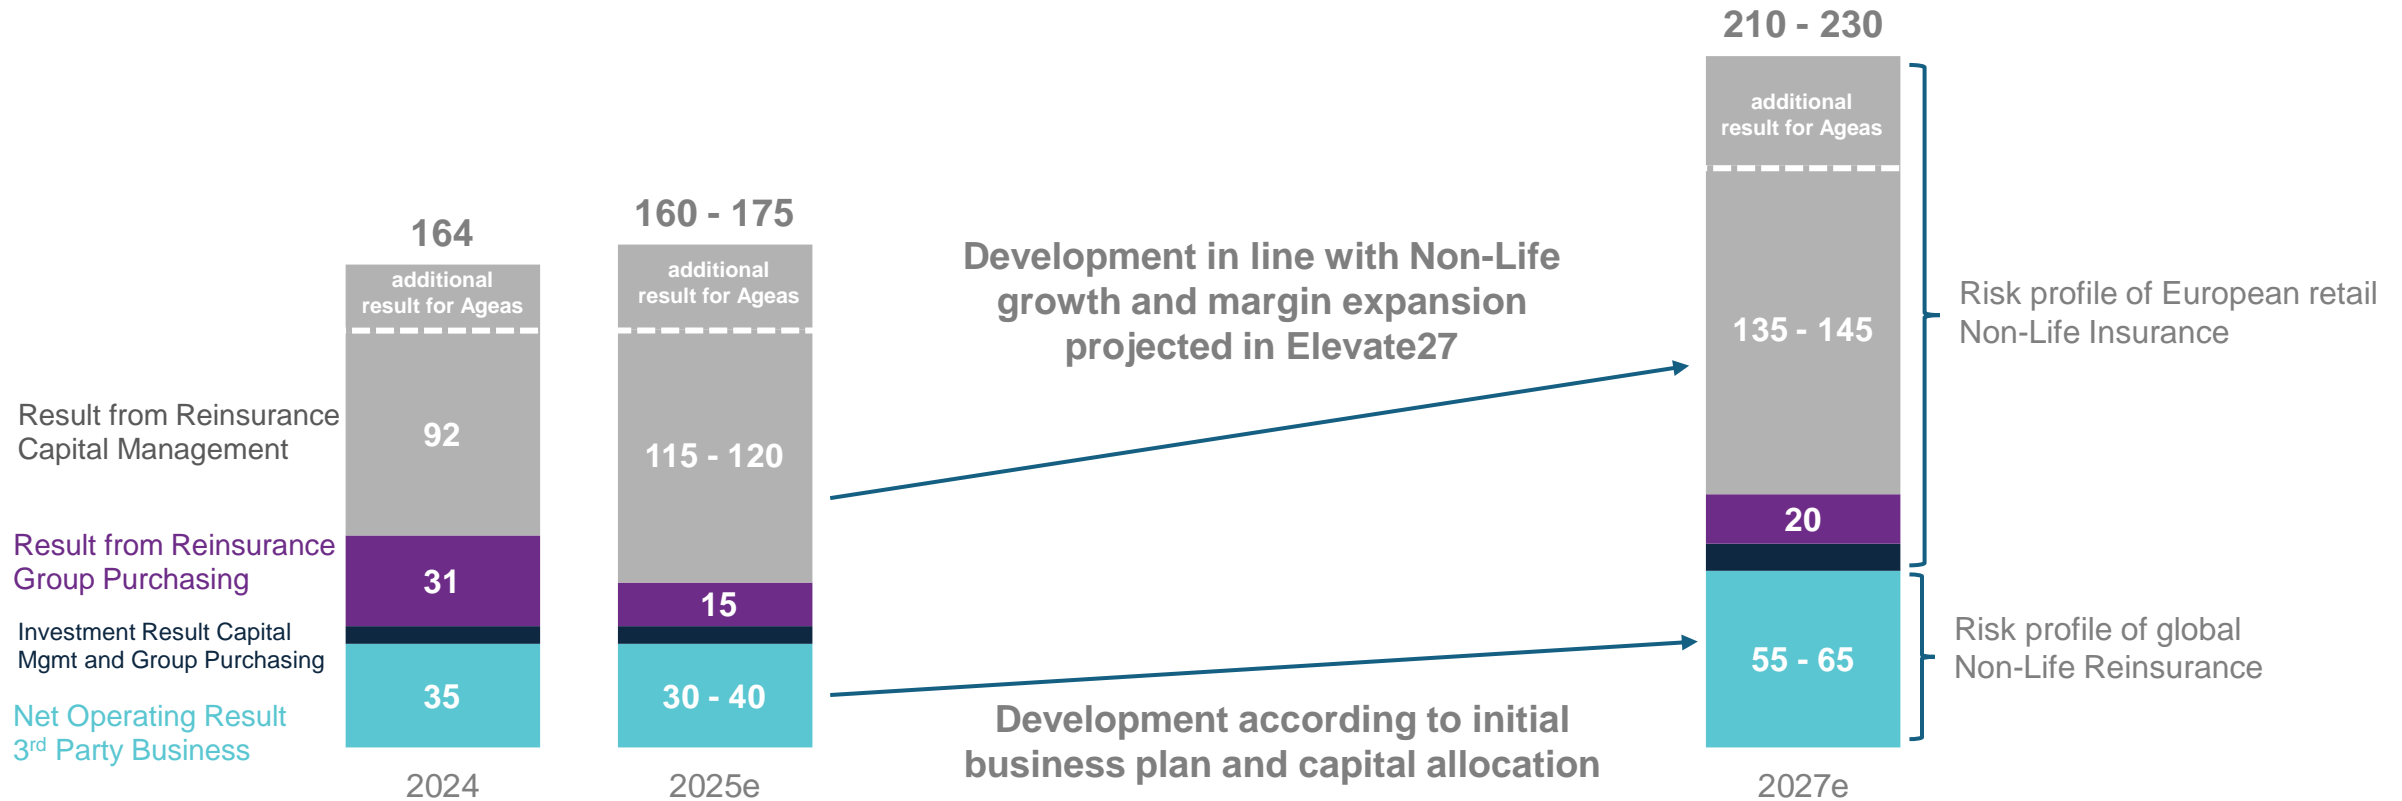 210 - 230
additional
result for Ageas
160 - 175
164
additional
result for Ageas
additional
result for Ageas
Development in line with Non-Life
growth and margin expansion
projected in Elevate27
Risk profile of European retail
Non-Life Insurance
135 - 145
Result from Reinsurance
Capital Management
92
115 - 120
20
Result from Reinsurance
Group Purchasing
31
15
Investment Result Capital
Mgmt and Group Purchasing
Risk profile of global
Non-Life Reinsurance
55 - 65
35
30 - 40
Net Operating Result
3rd Party Business
Development according to initial
business plan and capital allocation
2024
2025e
2027e